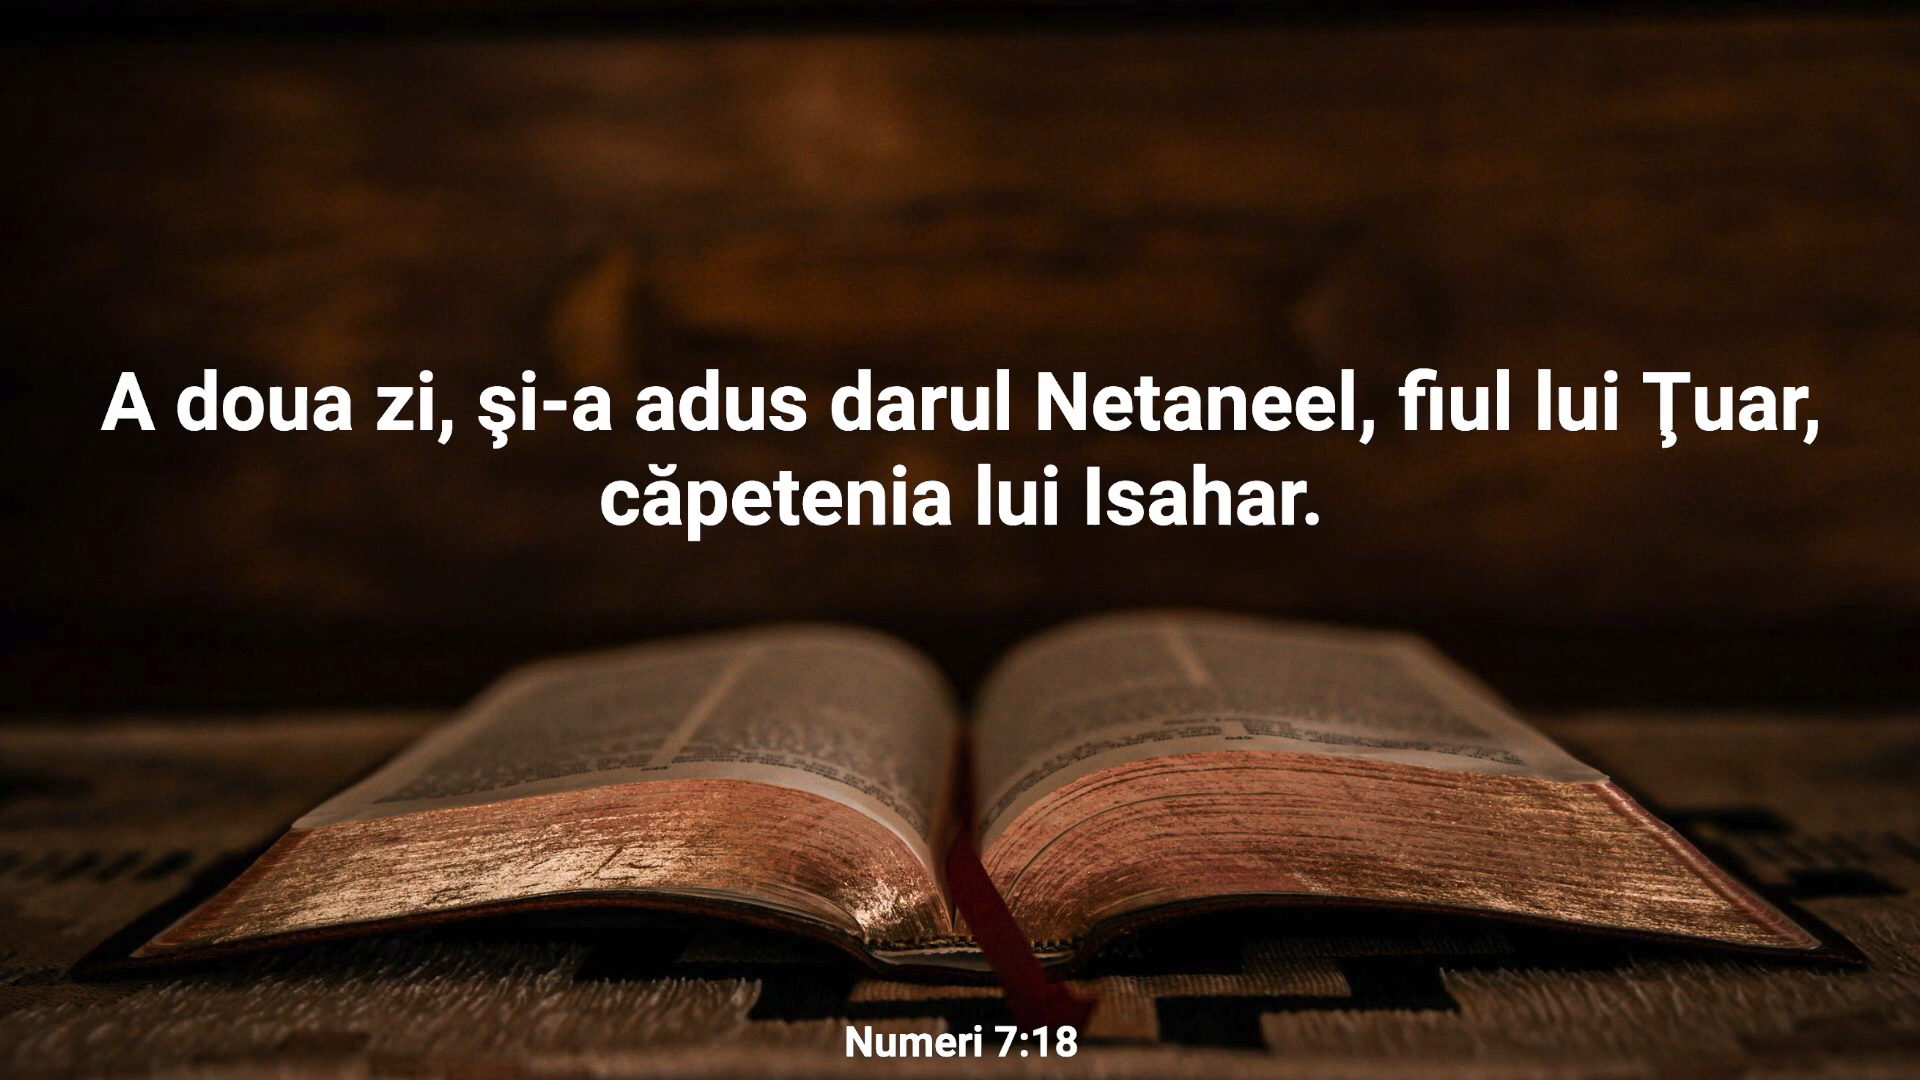 A doua zi, şi-a adus darul Netaneel, fiul lui Ţuar,
căpetenia lui Isahar.
Numeri 7:18